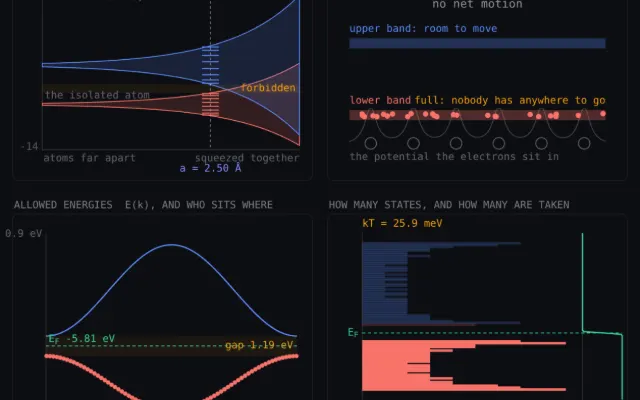 no net motion
upper band: room to move
forbidden
the isolated atom
lower band full: nobody has anywhere to go
-14
atoms far apart
squeezed together
a = 2.50 Å
the potential the electrons sit in
ALLOWED ENERGIES E(k), AND WHO SITS WHERE
HOW MANY STATES, AND HOW MANY ARE TAKEN
0.9 eV
kT = 25.9 meV
EF -5.81 eV
gap 1.19 eV
EF